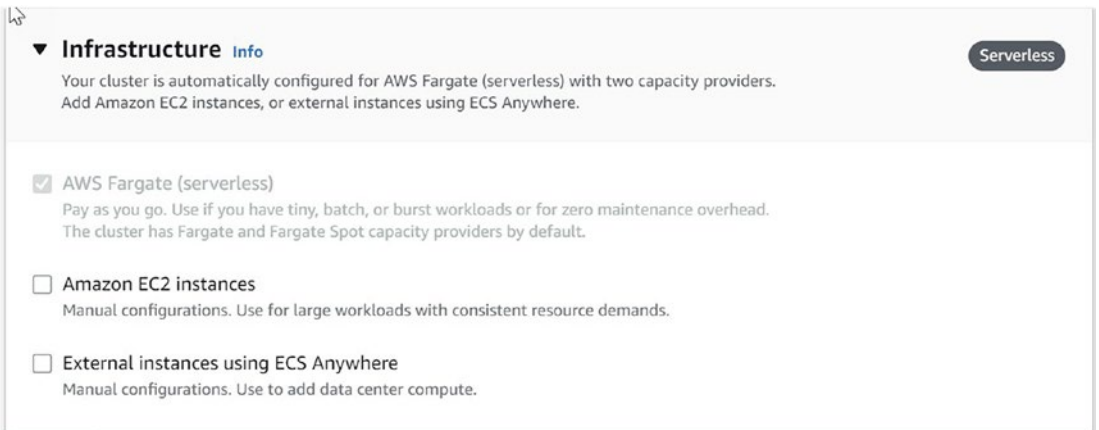 Infrastructure Info
Serverless
Your cluster is automatically configured for AWS Fargate (serverless) with two capacity providers.
Add Amazon EC2 instances, or external instances using ECS Anywhere.
AWS Fargate (serverless)
Pay as you go. Use if you have tiny, batch, or burst workloads or for zero maintenance overhead.
The cluster has Fargate and Fargate Spot capacity providers by default.
Amazon EC2 instances
Manual configurations. Use for large workloads with consistent resource demands.
External instances using ECS Anywhere
Manual configurations. Use to add data center compute.